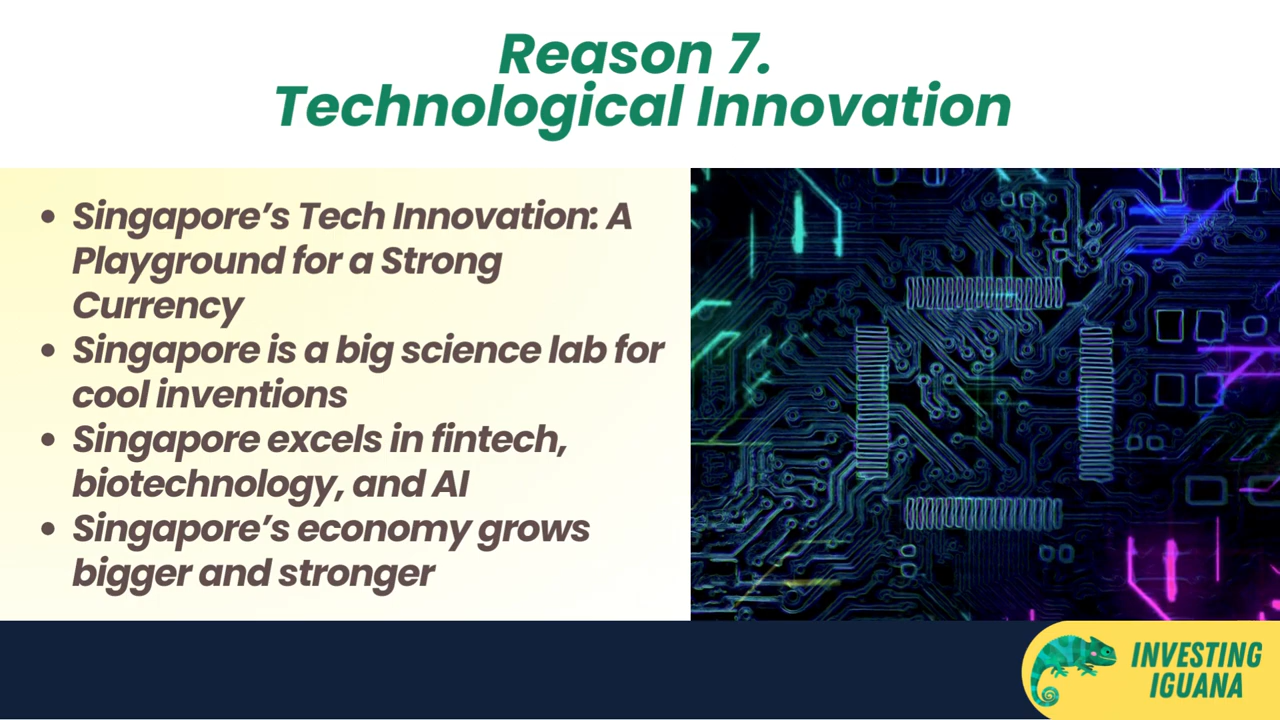 Reason 7.
Technological Innovation
• Singapore’s Tech Innovation: A
Playground for a Strong
Currency
• Singapore is a big science lab for
cool inventions
• Singapore excels in fintech,
biotechnology, and AI
• Singapore’s economy grows
bigger and stronger
INVESTING
IGUANA